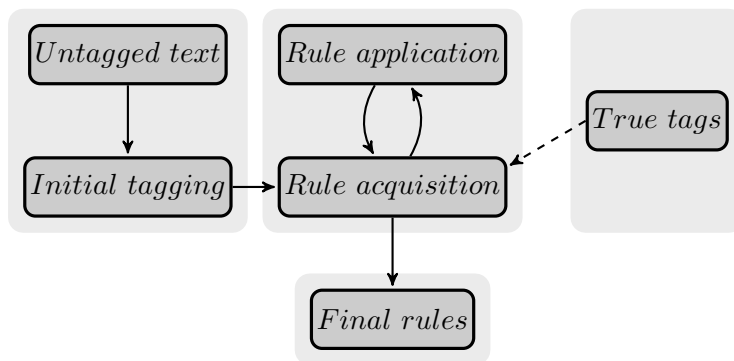 Untagged text
Rule application
True tags
Initial tagging
Rule acquisition
Final rules